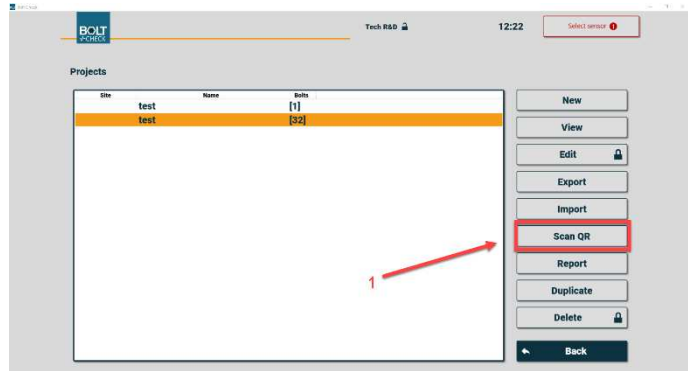 BOLT
CHECK
Tech R&D
12:22
Select sensor
Projects
Site Name Bolts
test [1]
test [32]
New
View
Edit
Export
Import
Scan QR
Report
Duplicate
Delete
Back
1